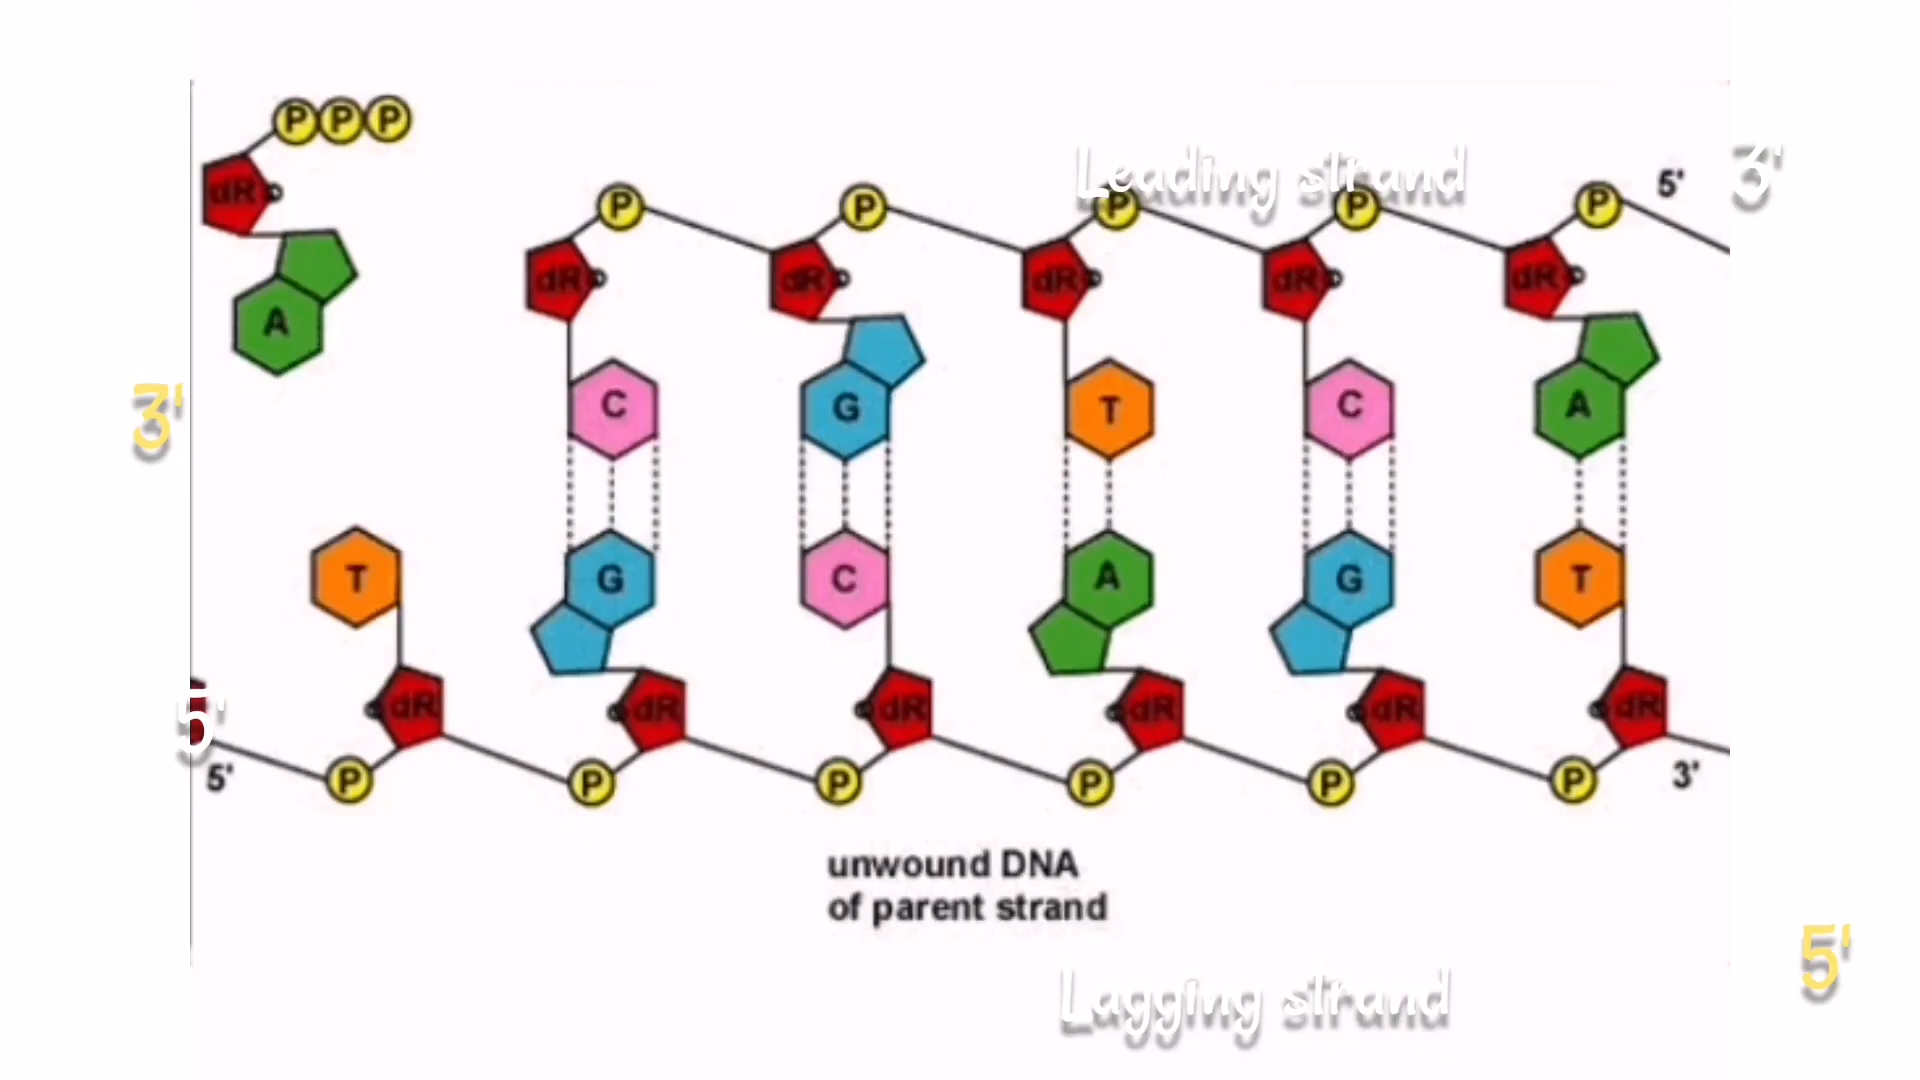 P P P
dR
A
Leading strand
3'
5'
P P P P P
dR dR dR dR dR
3'
C G T C A
T G C A G T
5'
dR dR dR dR dR dR
5'
3'
P P P P P P
unwound DNA
of parent strand
5'
Lagging strand